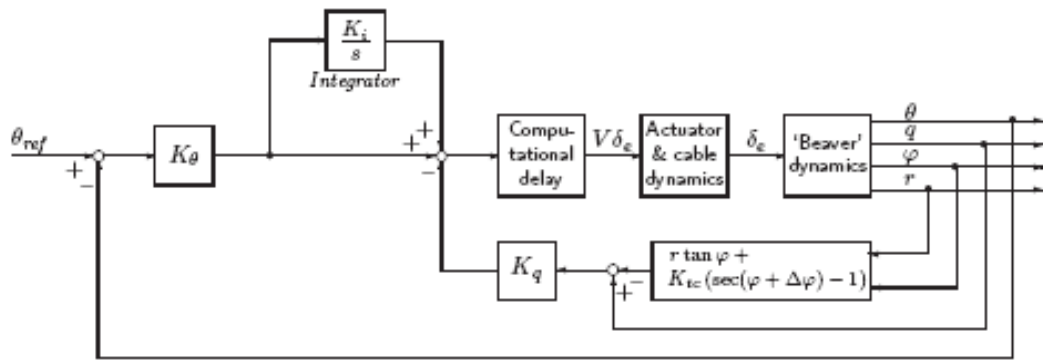 K_i
s
Integrator
θ_ref
+
−
K_θ
+
+
−
Compu-
tational
delay
Vδ_e
Actuator
& cable
dynamics
δ_e
'Beaver'
dynamics
θ
q
φ
r
K_q
+
−
r tan φ +
K_tc (sec(φ + Δφ) − 1)